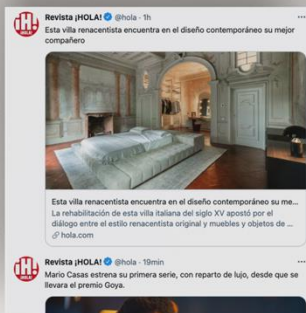 ¡H!
HOLA!
Revista ¡HOLA! @hola · 1h
Esta villa renacentista encuentra en el diseño contemporáneo su mejor
compañero
Esta villa renacentista encuentra en el diseño contemporáneo su me...
La rehabilitación de esta villa italiana del siglo XV apostó por el
diálogo entre el estilo renacentista original y muebles y objetos de ...
hola.com
¡H!
HOLA!
Revista ¡HOLA! @hola · 19min
Mario Casas estrena su primera serie, con reparto de lujo, desde que se
llevara el premio Goya.